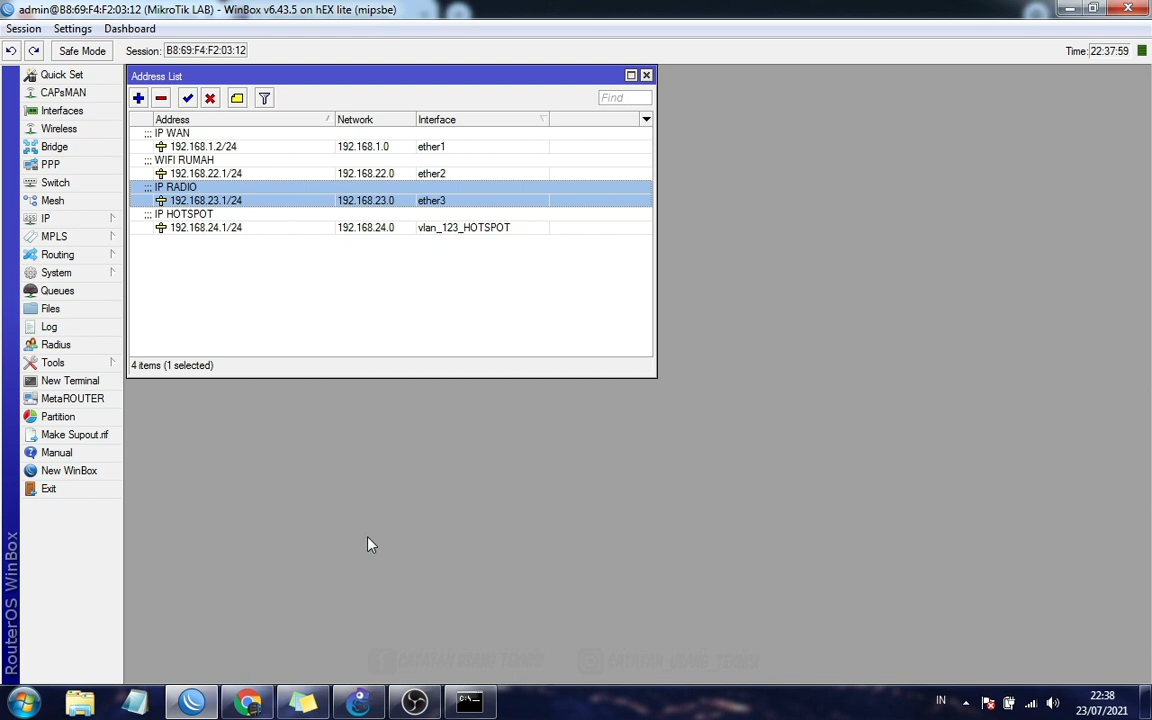 admin@B8:69:F4:F2:03:12 (MikroTik LAB) - WinBox v6.43.5 on hEX lite (mipsbe)
Session Settings Dashboard
Safe Mode Session: B8:69:F4:F2:03:12 Time: 22:37:59
Quick Set
CAPsMAN
Interfaces
Wireless
Bridge
PPP
Switch
Mesh
IP
MPLS
Routing
System
Queues
Files
Log
Radius
Tools
New Terminal
MetaROUTER
Partition
Make Supout.rif
Manual
New WinBox
Exit
RouterOS WinBox
Address List
Find
Address Network Interface
::: IP WAN
192.168.1.2/24 192.168.1.0 ether1
::: WIFI RUMAH
192.168.22.1/24 192.168.22.0 ether2
::: IP RADIO
192.168.23.1/24 192.168.23.0 ether3
::: IP HOTSPOT
192.168.24.1/24 192.168.24.0 vlan_123_HOTSPOT
4 items (1 selected)
C:\
IN
22:38
23/07/2021